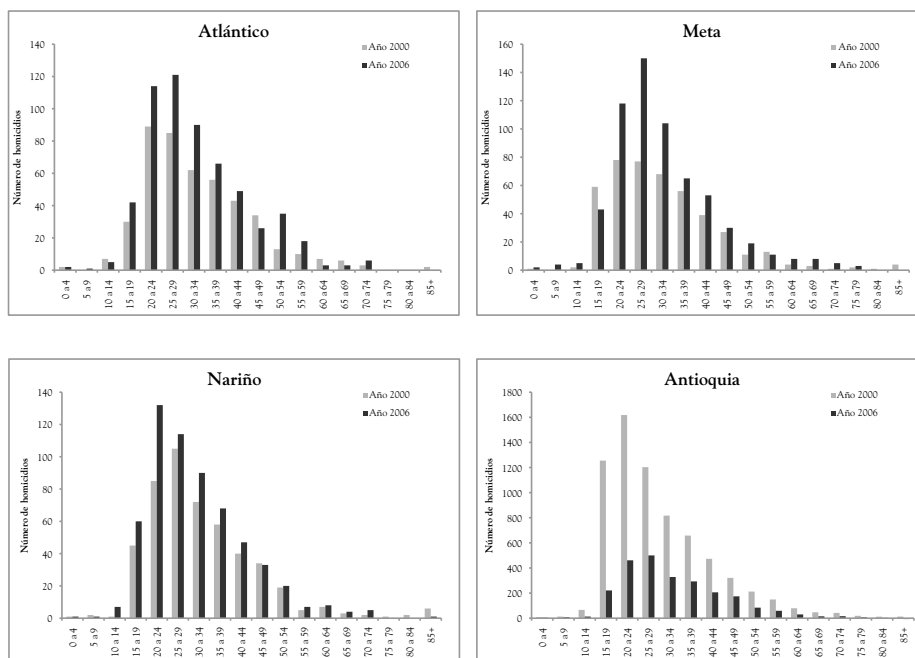 Atlántico
Año 2000
Año 2006
Número de homicidios
140
120
100
80
60
40
20
0
0 a 4
5 a 9
10 a 14
15 a 19
20 a 24
25 a 29
30 a 34
35 a 39
40 a 44
45 a 49
50 a 54
55 a 59
60 a 64
65 a 69
70 a 74
75 a 79
80 a 84
85+
Meta
Año 2000
Año 2006
Número de homicidios
160
140
120
100
80
60
40
20
0
0 a 4
5 a 9
10 a 14
15 a 19
20 a 24
25 a 29
30 a 34
35 a 39
40 a 44
45 a 49
50 a 54
55 a 59
60 a 64
65 a 69
70 a 74
75 a 79
80 a 84
85+
Nariño
Año 2000
Año 2006
Número de homicidios
140
120
100
80
60
40
20
0
0 a 4
5 a 9
10 a 14
15 a 19
20 a 24
25 a 29
30 a 34
35 a 39
40 a 44
45 a 49
50 a 54
55 a 59
60 a 64
65 a 69
70 a 74
75 a 79
80 a 84
85+
Antioquia
Año 2000
Año 2006
Número de homicidios
1800
1600
1400
1200
1000
800
600
400
200
0
0 a 4
5 a 9
10 a 14
15 a 19
20 a 24
25 a 29
30 a 34
35 a 39
40 a 44
45 a 49
50 a 54
55 a 59
60 a 64
65 a 69
70 a 74
75 a 79
80 a 84
85+